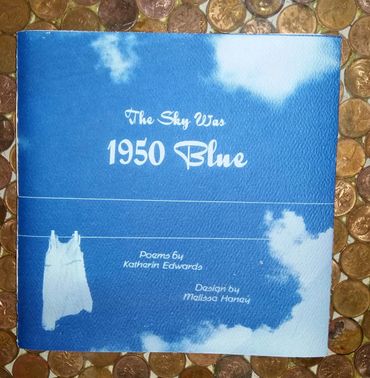 The Sky Was
1950 Blue
Poems by
Katherin Edwards
Design by
Melissa Haney